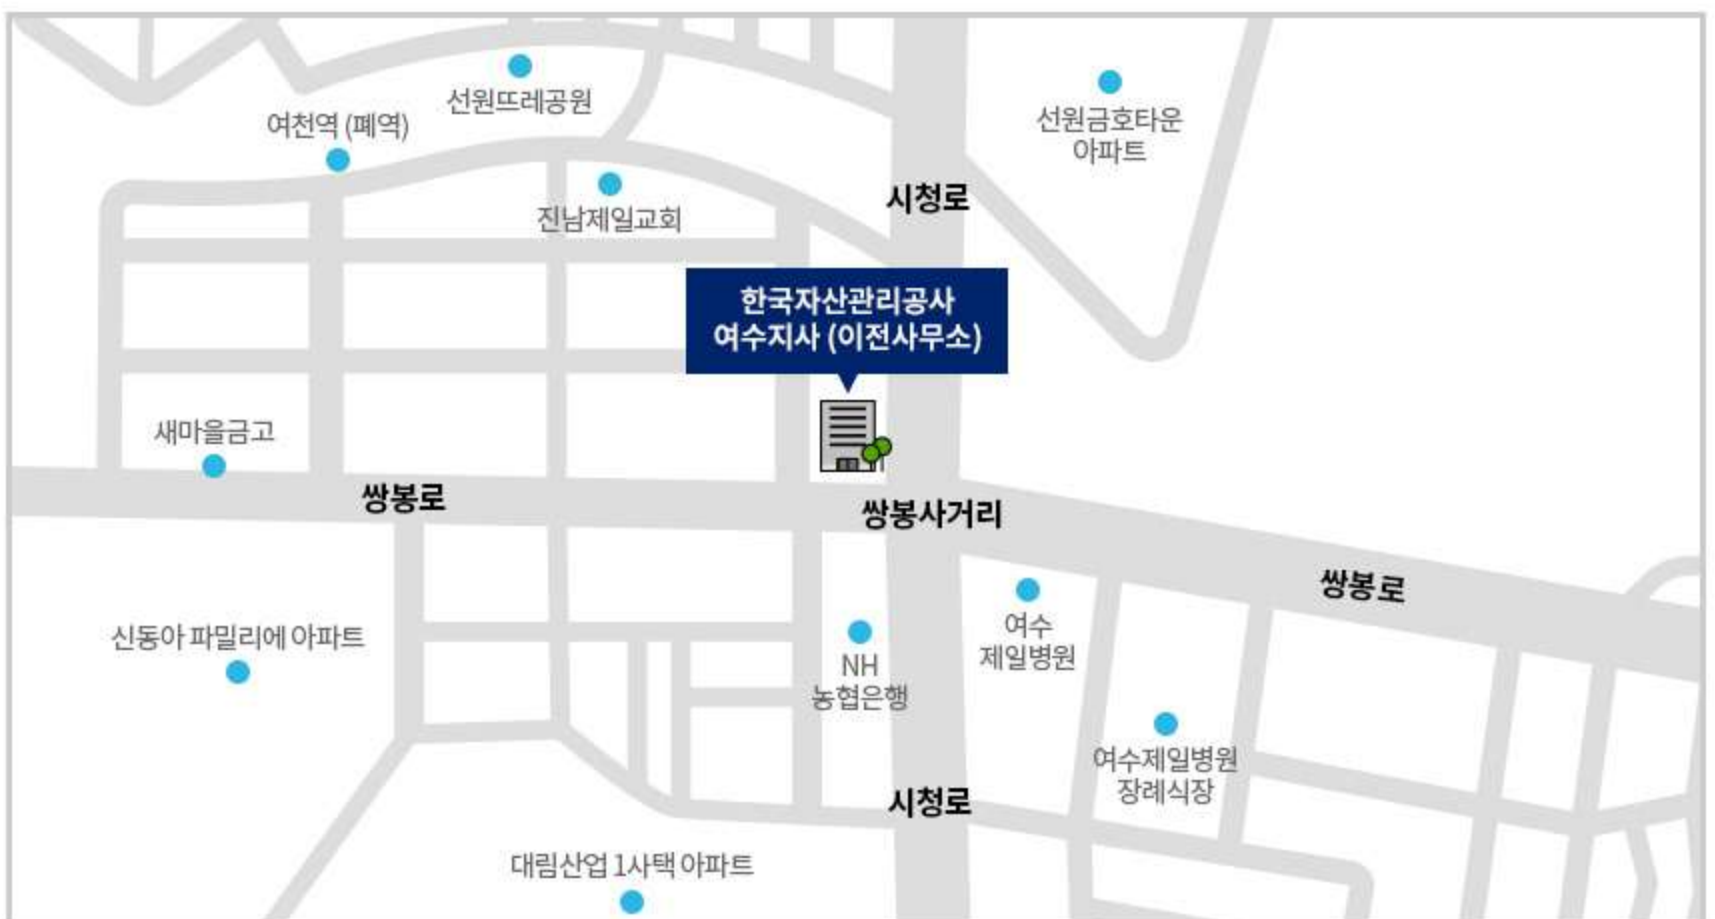 선원뜨레공원
선원금호타운
아파트
여천역 (폐역)
진남제일교회
시청로
한국자산관리공사
여수지사 (이전사무소)
새마을금고
쌍봉로
쌍봉사거리
쌍봉로
여수
제일병원
신동아 파밀리에 아파트
NH
농협은행
여수제일병원
장례식장
시청로
대림산업 1사택 아파트